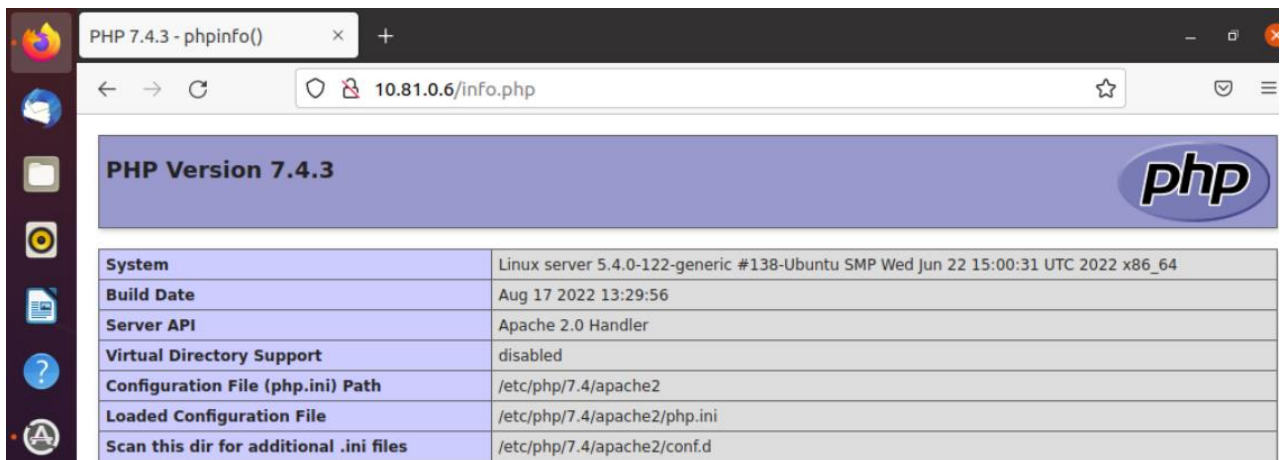 PHP 7.4.3 - phpinfo()
10.81.0.6/info.php
PHP Version 7.4.3
php
System Linux server 5.4.0-122-generic #138-Ubuntu SMP Wed Jun 22 15:00:31 UTC 2022 x86_64
Build Date Aug 17 2022 13:29:56
Server API Apache 2.0 Handler
Virtual Directory Support disabled
Configuration File (php.ini) Path /etc/php/7.4/apache2
Loaded Configuration File /etc/php/7.4/apache2/php.ini
Scan this dir for additional .ini files /etc/php/7.4/apache2/conf.d